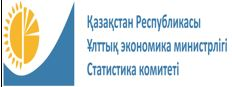 Қазақстан Республикасы
Ұлттық экономика министрлігі
Статистика комитеті